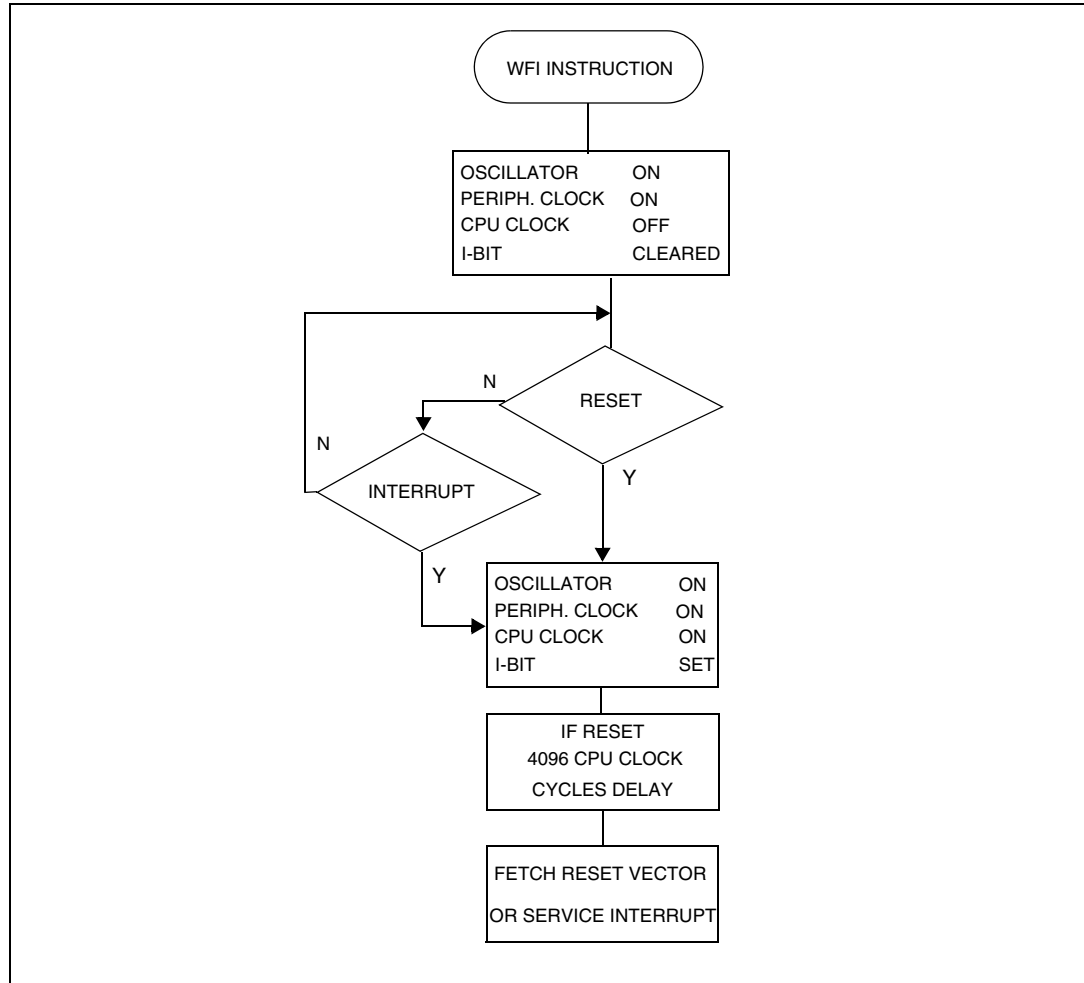 WFI INSTRUCTION
OSCILLATOR ON
PERIPH. CLOCK ON
CPU CLOCK OFF
I-BIT CLEARED
N
RESET
N
Y
INTERRUPT
Y
OSCILLATOR ON
PERIPH. CLOCK ON
CPU CLOCK ON
I-BIT SET
IF RESET
4096 CPU CLOCK
CYCLES DELAY
FETCH RESET VECTOR
OR SERVICE INTERRUPT